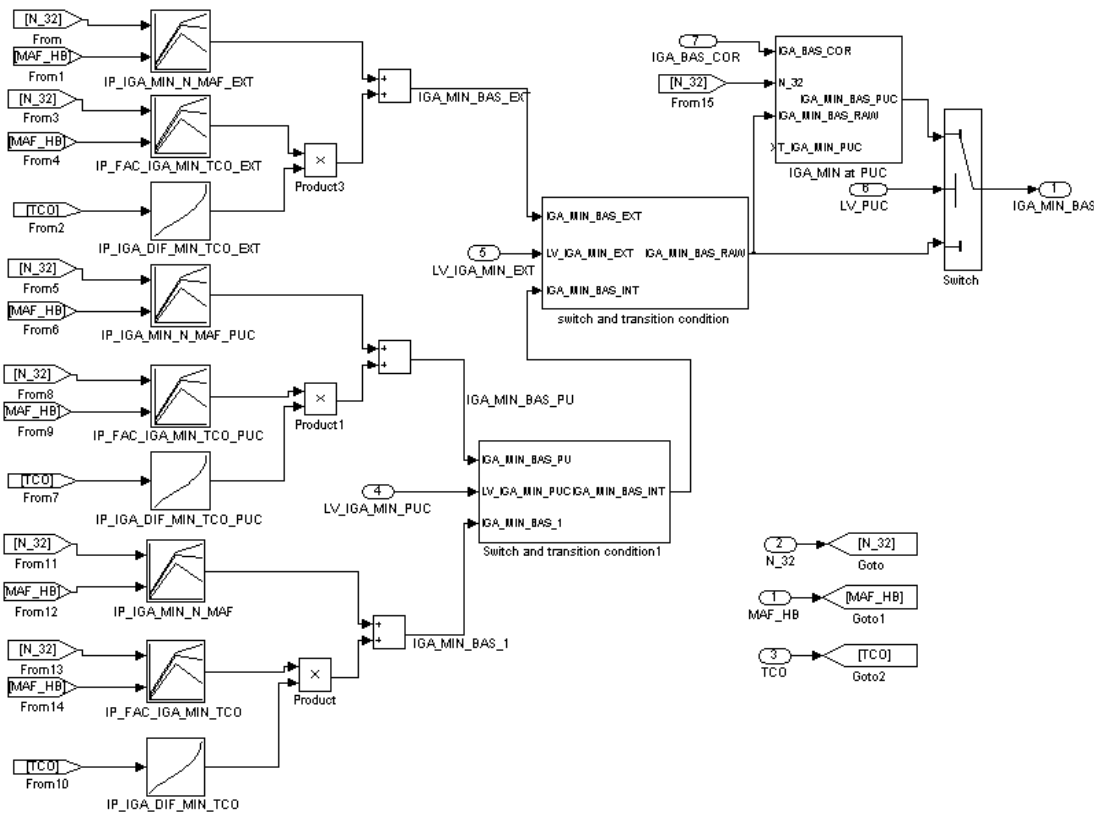 [N_32]
From
[MAF_HB]
From1
IP_IGA_MIN_N_MAF_EXT
[N_32]
From3
[MAF_HB]
From4
IP_FAC_IGA_MIN_TCO_EXT
×
Product3
[TCO]
From2
IP_IGA_DIF_MIN_TCO_EXT
+
+
IGA_MIN_BAS_EXT
[N_32]
From5
[MAF_HB]
From6
IP_IGA_MIN_N_MAF_PUC
[N_32]
From8
[MAF_HB]
From9
IP_FAC_IGA_MIN_TCO_PUC
×
Product1
[TCO]
From7
IP_IGA_DIF_MIN_TCO_PUC
+
+
IGA_MIN_BAS_PU
[N_32]
From11
[MAF_HB]
From12
IP_IGA_MIN_N_MAF
[N_32]
From13
[MAF_HB]
From14
IP_FAC_IGA_MIN_TCO
×
Product
[TCO]
From10
IP_IGA_DIF_MIN_TCO
+
+
IGA_MIN_BAS_1
4
LV_IGA_MIN_PUC
IGA_MIN_BAS_PU
LV_IGA_MIN_PUC IGA_MIN_BAS_INT
IGA_MIN_BAS_1
Switch and transition condition1
5
LV_IGA_MIN_EXT
IGA_MIN_BAS_EXT
LV_IGA_MIN_EXT IGA_MIN_BAS_RAW
IGA_MIN_BAS_INT
switch and transition condition
7
IGA_BAS_COR
[N_32]
From15
IGA_BAS_COR
N_32
IGA_MIN_BAS_PUC
IGA_MIN_BAS_RAW
T_IGA_MIN_PUC
IGA_MIN at PUC
6
LV_PUC
Switch
1
IGA_MIN_BAS
2
N_32
[N_32]
Goto
1
MAF_HB
[MAF_HB]
Goto1
3
TCO
[TCO]
Goto2